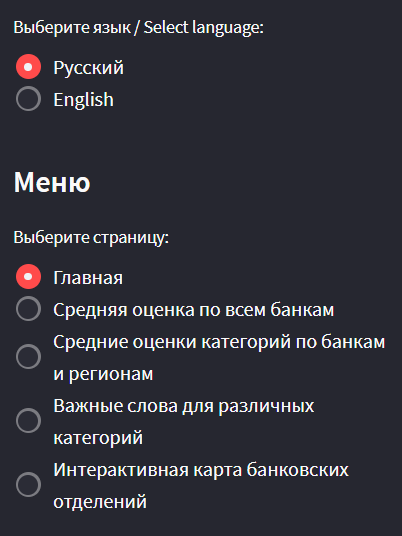 Выберите язык / Select language:
Русский
English
Меню
Выберите страницу:
Главная
Средняя оценка по всем банкам
Средние оценки категорий по банкам
и регионам
Важные слова для различных
категорий
Интерактивная карта банковских
отделений